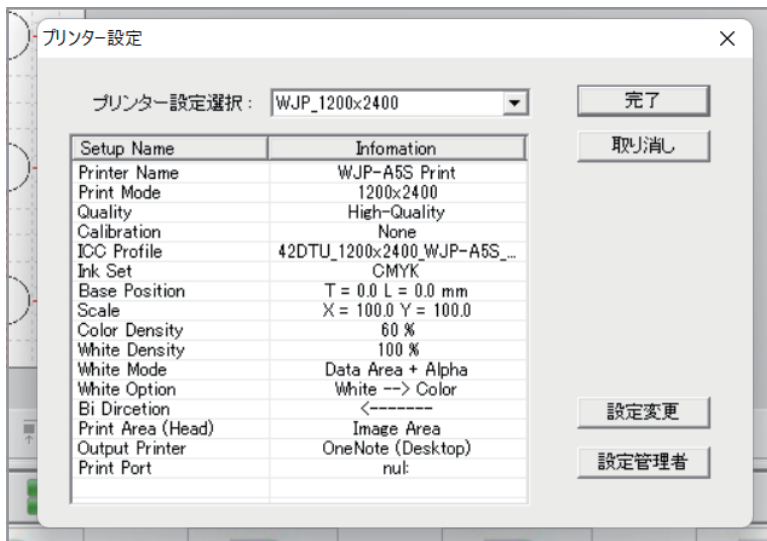 プリンター設定
プリンター設定選択： WJP_1200x2400
完了
取り消し
Setup Name Infomation
Printer Name WJP-A5S Print
Print Mode 1200x2400
Quality High-Quality
Calibration None
ICC Profile 42DTU_1200x2400_WJP-A5S_...
Ink Set CMYK
Base Position T = 0.0 L = 0.0 mm
Scale X = 100.0 Y = 100.0
Color Density 60 %
White Density 100 %
White Mode Data Area + Alpha
White Option White --> Color
Bi Dircetion <-------
Print Area (Head) Image Area
Output Printer OneNote (Desktop)
Print Port nul:
設定変更
設定管理者